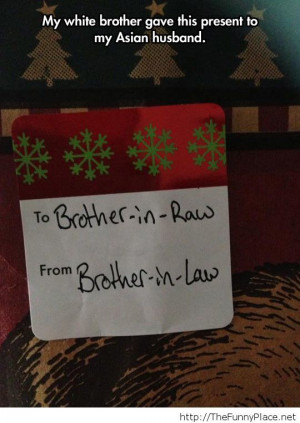 My white brother gave this present to
my Asian husband.
To Brother-in-Raw
From Brother-in-Law
http://TheFunnyPlace.net